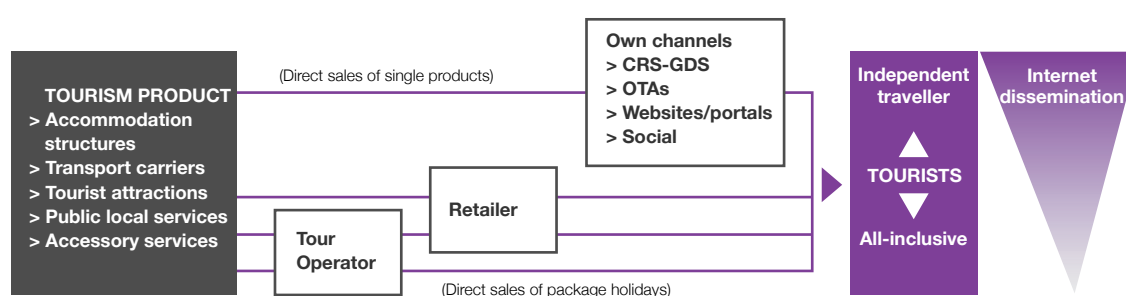 TOURISM PRODUCT
> Accommodation
structures
> Transport carriers
> Tourist attractions
> Public local services
> Accessory services
(Direct sales of single products)
Own channels
> CRS-GDS
> OTAs
> Websites/portals
> Social
Retailer
Tour
Operator
(Direct sales of package holidays)
Independent
traveller
TOURISTS
All-inclusive
Internet
dissemination